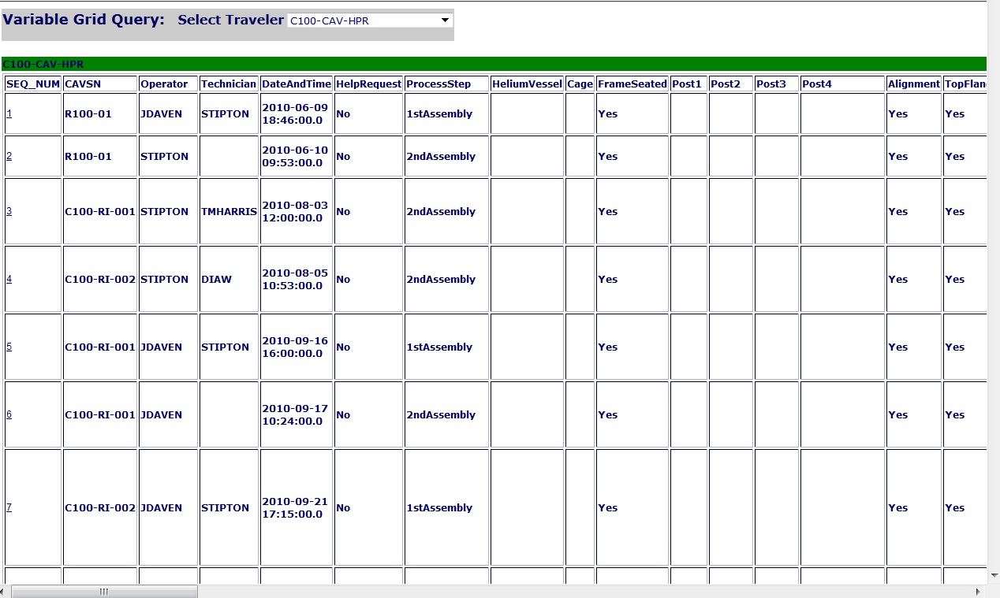 Variable Grid Query: Select Traveler C100-CAV-HPR
C100-CAV-HPR
SEQ_NUM CAVSN Operator Technician DateAndTime HelpRequest ProcessStep HeliumVessel Cage FrameSeated Post1 Post2 Post3 Post4 Alignment TopFlan
1 R100-01 JDAVEN STIPTON 2010-06-09 18:46:00.0 No 1stAssembly Yes Yes Yes
2 R100-01 STIPTON 2010-06-10 09:53:00.0 No 2ndAssembly Yes Yes Yes
3 C100-RI-001 STIPTON TMHARRIS 2010-08-03 12:00:00.0 No 2ndAssembly Yes Yes Yes
4 C100-RI-002 STIPTON DIAW 2010-08-05 10:53:00.0 No 2ndAssembly Yes Yes Yes
5 C100-RI-001 JDAVEN STIPTON 2010-09-16 16:00:00.0 No 1stAssembly Yes Yes Yes
6 C100-RI-001 JDAVEN 2010-09-17 10:24:00.0 No 2ndAssembly Yes Yes Yes
7 C100-RI-002 JDAVEN STIPTON 2010-09-21 17:15:00.0 No 1stAssembly Yes Yes Yes